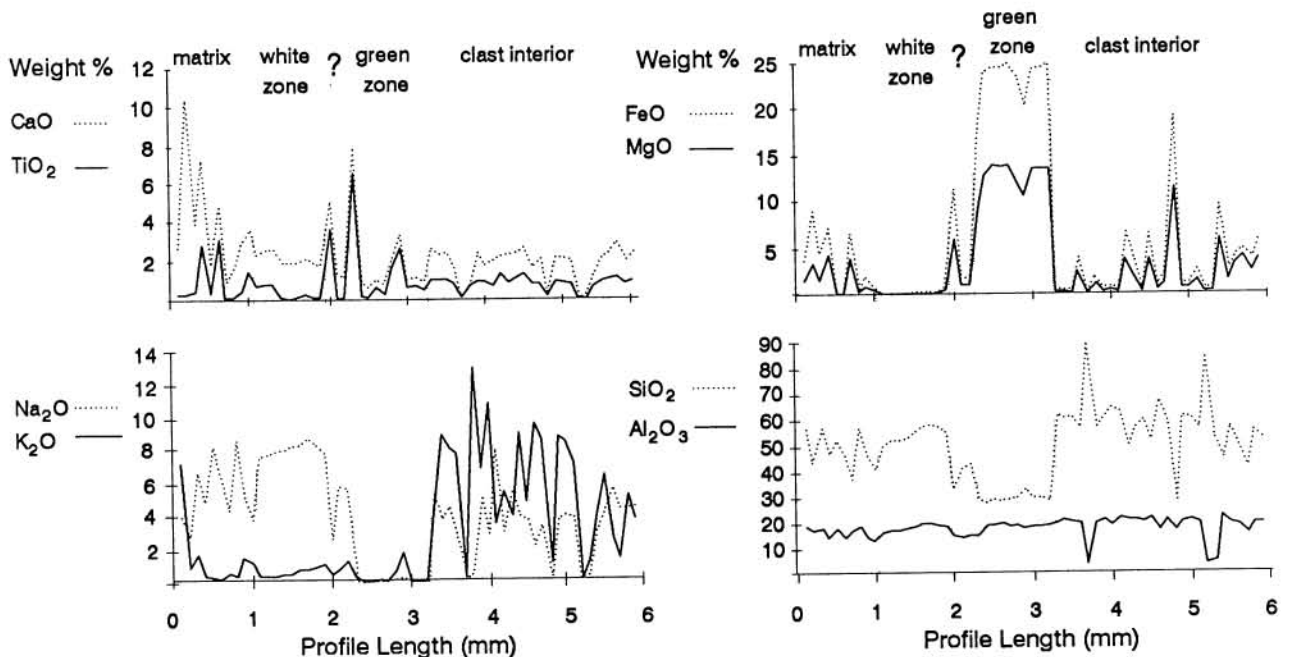 matrix
white
zone
?
green
zone
clast interior
Weight %
CaO
TiO₂
12
10
8
6
4
2
matrix
white
zone
?
green
zone
clast interior
Weight %
FeO
MgO
25
20
15
10
5
Na₂O
K₂O
14
12
10
8
6
4
2
0 1 2 3 4 5 6
Profile Length (mm)
SiO₂
Al₂O₃
90
80
70
60
50
40
30
20
10
0 1 2 3 4 5 6
Profile Length (mm)